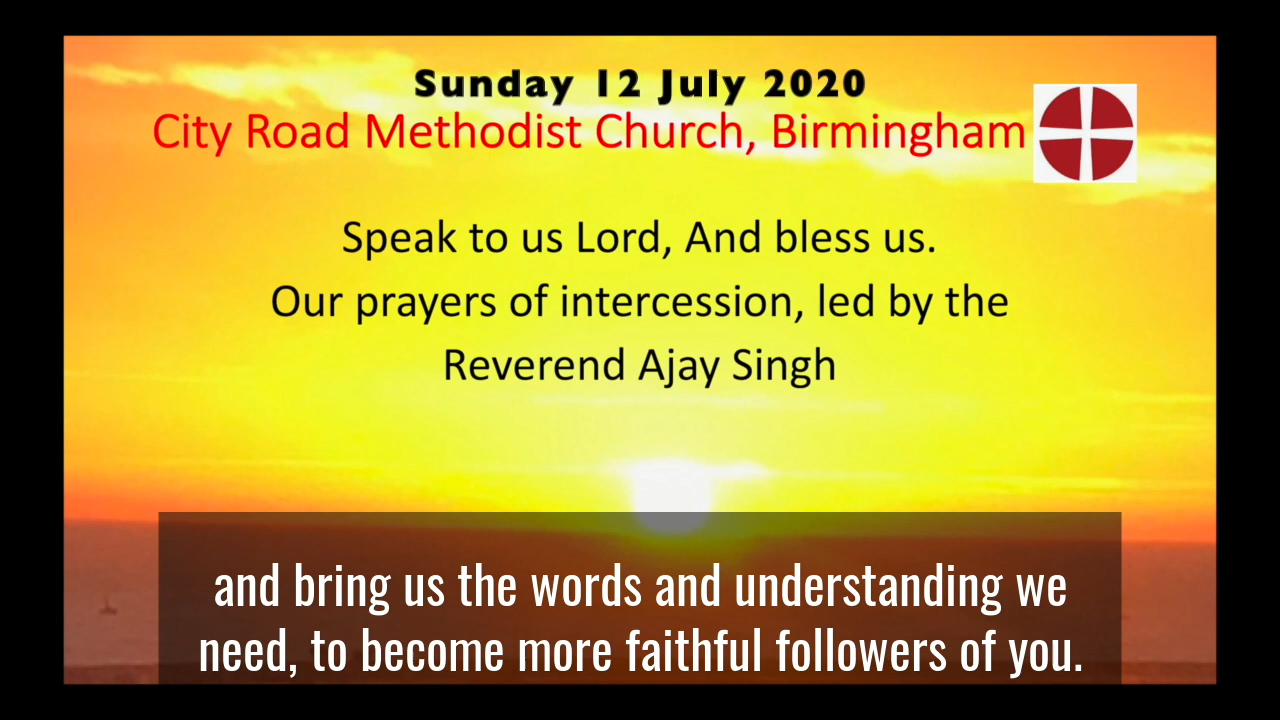 Sunday 12 July 2020
City Road Methodist Church, Birmingham
Speak to us Lord, And bless us.
Our prayers of intercession, led by the
Reverend Ajay Singh
and bring us the words and understanding we
need, to become more faithful followers of you.